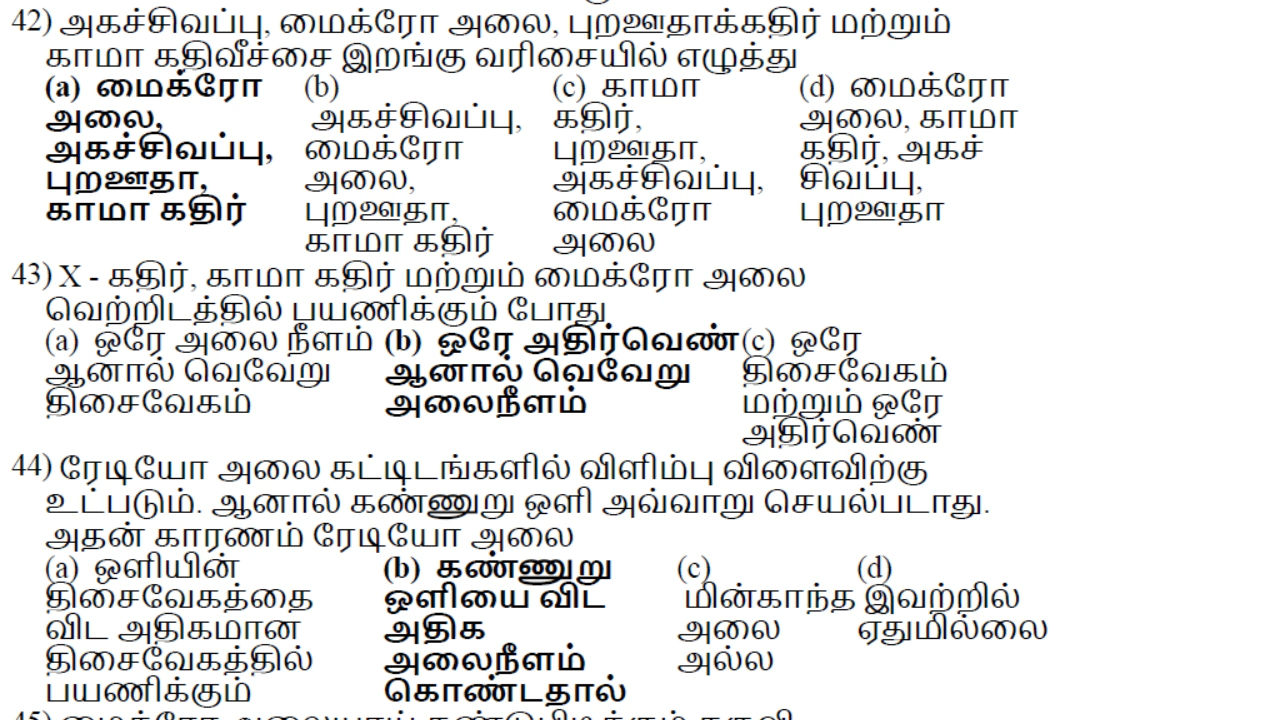 42) அகச்சிவப்பு, மைக்ரோ அலை, புறஊதாக்கதிர் மற்றும்
காமா கதிவீச்சை இறங்கு வரிசையில் எழுத்து
(a) மைக்ரோ (b) (c) காமா (d) மைக்ரோ
அலை, அகச்சிவப்பு, கதிர், அலை, காமா
அகச்சிவப்பு, மைக்ரோ புறஊதா, கதிர், அகச்
புறஊதா, அலை, அகச்சிவப்பு, சிவப்பு,
காமா கதிர் புறஊதா, மைக்ரோ புறஊதா
காமா கதிர் அலை
43) X - கதிர், காமா கதிர் மற்றும் மைக்ரோ அலை
வெற்றிடத்தில் பயணிக்கும் போது
(a) ஒரே அலை நீளம் (b) ஒரே அதிர்வெண் (c) ஒரே
ஆனால் வெவேறு ஆனால் வெவேறு திசைவேகம்
திசைவேகம் அலைநீளம் மற்றும் ஒரே
அதிர்வெண்
44) ரேடியோ அலை கட்டிடங்களில் விளிம்பு விளைவிற்கு
உட்படும். ஆனால் கண்ணுறு ஒளி அவ்வாறு செயல்படாது.
அதன் காரணம் ரேடியோ அலை
(a) ஒளியின் (b) கண்ணுறு (c) (d)
திசைவேகத்தை ஒளியை விட மின்காந்த இவற்றில்
விட அதிகமான அதிக அலை ஏதுமில்லை
திசைவேகத்தில் அலைநீளம் அல்ல
பயணிக்கும் கொண்டதால்